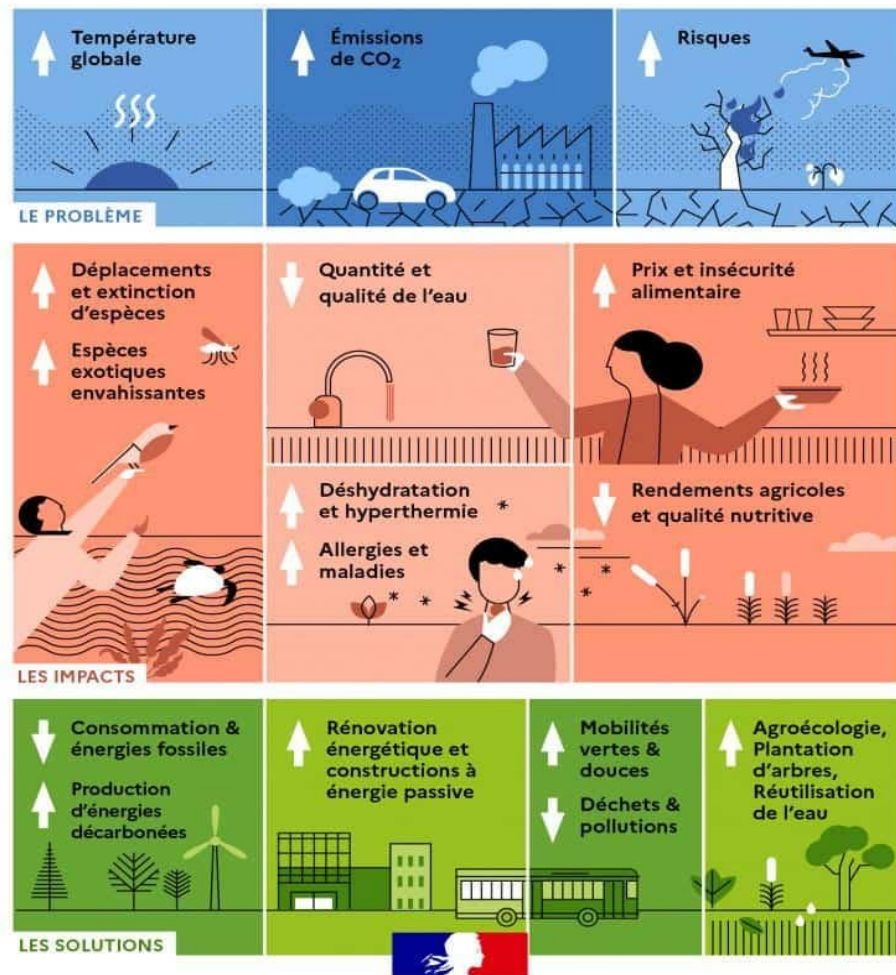 Température
globale
Émissions
de CO₂
Risques
LE PROBLÈME
Déplacements
et extinction
d'espèces
Espèces
exotiques
envahissantes
Quantité et
qualité de l'eau
Prix et insécurité
alimentaire
Déshydratation
et hyperthermie
Allergies et
maladies
Rendements agricoles
et qualité nutritive
LES IMPACTS
Consommation &
énergies fossiles
Production
d'énergies
décarbonées
Rénovation
énergétique et
constructions à
énergie passive
Mobilités
vertes &
douces
Déchets &
pollutions
Agroécologie,
Plantation
d'arbres,
Réutilisation
de l'eau
LES SOLUTIONS